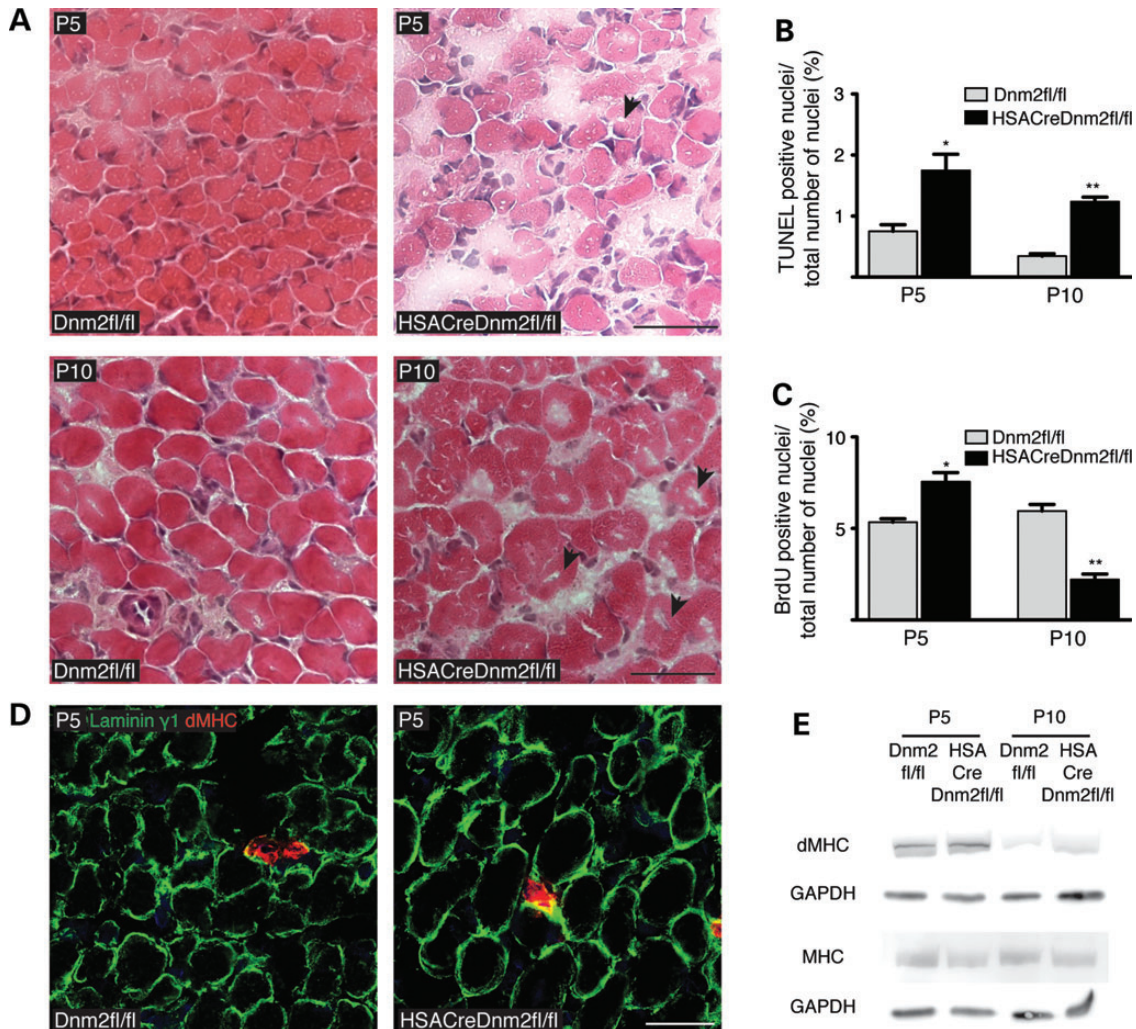 A
P5
Dnm2fl/fl
P5
HSACreDnm2fl/fl
P10
Dnm2fl/fl
P10
HSACreDnm2fl/fl
B
TUNEL positive nuclei/
total number of nuclei (%)
3
2
1
Dnm2fl/fl
HSACreDnm2fl/fl
*
**
P5
P10
C
BrdU positive nuclei/
total number of nuclei (%)
10
5
Dnm2fl/fl
HSACreDnm2fl/fl
*
**
P5
P10
D
P5 Laminin γ1 dMHC
Dnm2fl/fl
P5
HSACreDnm2fl/fl
E
P5 P10
Dnm2 HSA Dnm2 HSA
fl/fl Cre fl/fl Cre
Dnm2fl/fl Dnm2fl/fl
dMHC
GAPDH
MHC
GAPDH